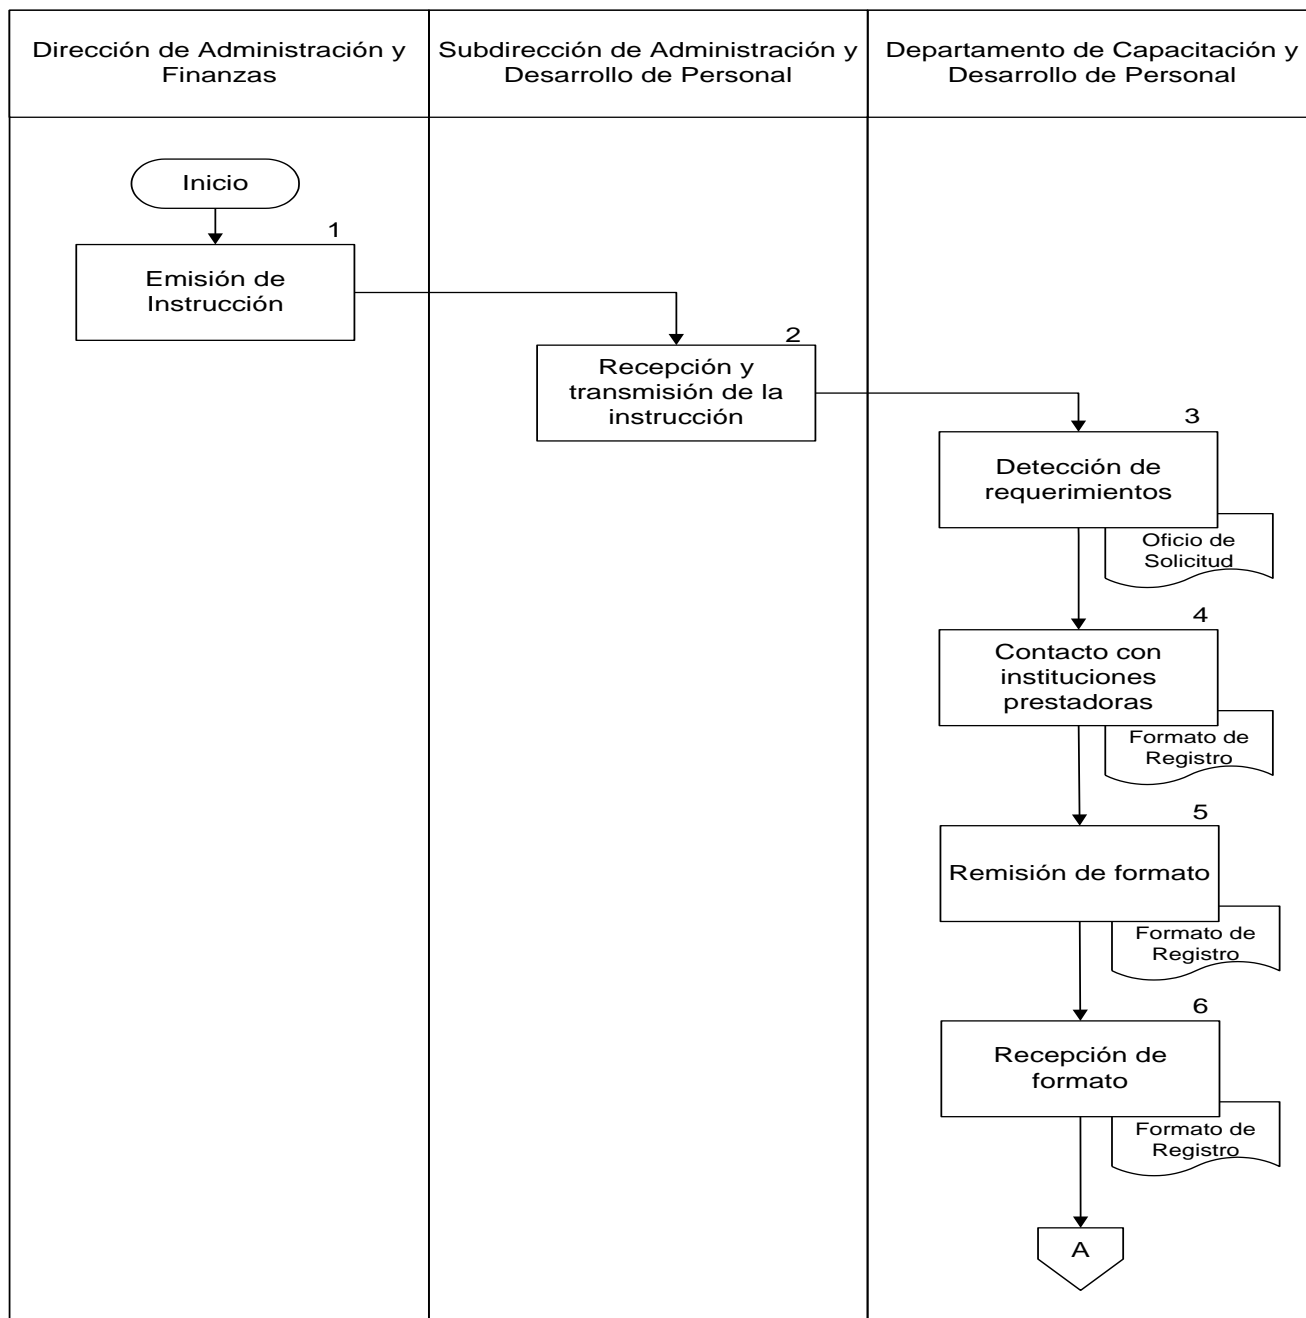 Dirección de Administración y
Finanzas
Subdirección de Administración y
Desarrollo de Personal
Departamento de Capacitación y
Desarrollo de Personal
Inicio
1
Emisión de
Instrucción
2
Recepción y
transmisión de la
instrucción
3
Detección de
requerimientos
Oficio de
Solicitud
4
Contacto con
instituciones
prestadoras
Formato de
Registro
5
Remisión de formato
Formato de
Registro
6
Recepción de
formato
Formato de
Registro
A